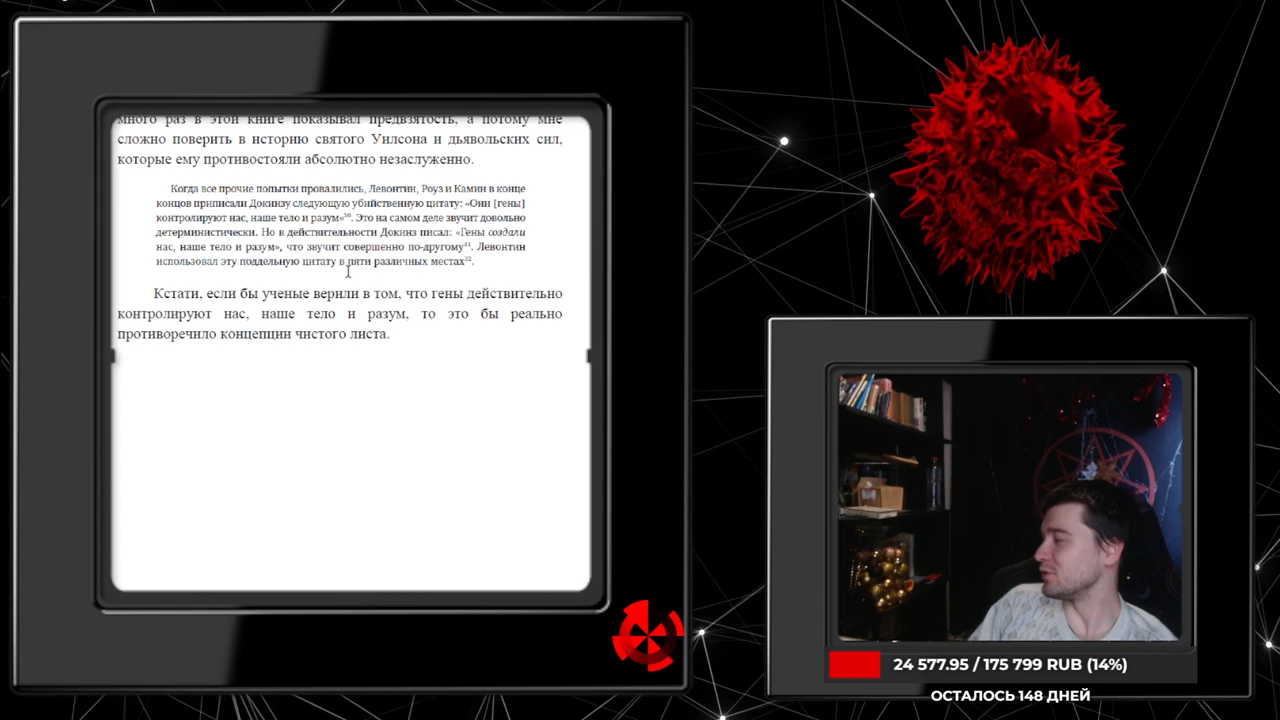 много раз в этой книге показывал предвзятость, а потому мне
сложно поверить в историю святого Уилсона и дьявольских сил,
которые ему противостояли абсолютно незаслуженно.
Когда все прочие попытки провалились, Левонтин, Роуз и Камин в конце
концов приписали Докинзу следующую убийственную цитату: «Они [гены]
контролируют нас, наше тело и разум»³⁰. Это на самом деле звучит довольно
детерминистически. Но в действительности Докинз писал: «Гены создали
нас, наше тело и разум», что звучит совершенно по-другому³¹. Левонтин
использовал эту поддельную цитату в пяти различных местах³².
Кстати, если бы ученые верили в том, что гены действительно
контролируют нас, наше тело и разум, то это бы реально
противоречило концепции чистого листа.
24 577.95 / 175 799 RUB (14%)
ОСТАЛОСЬ 148 ДНЕЙ